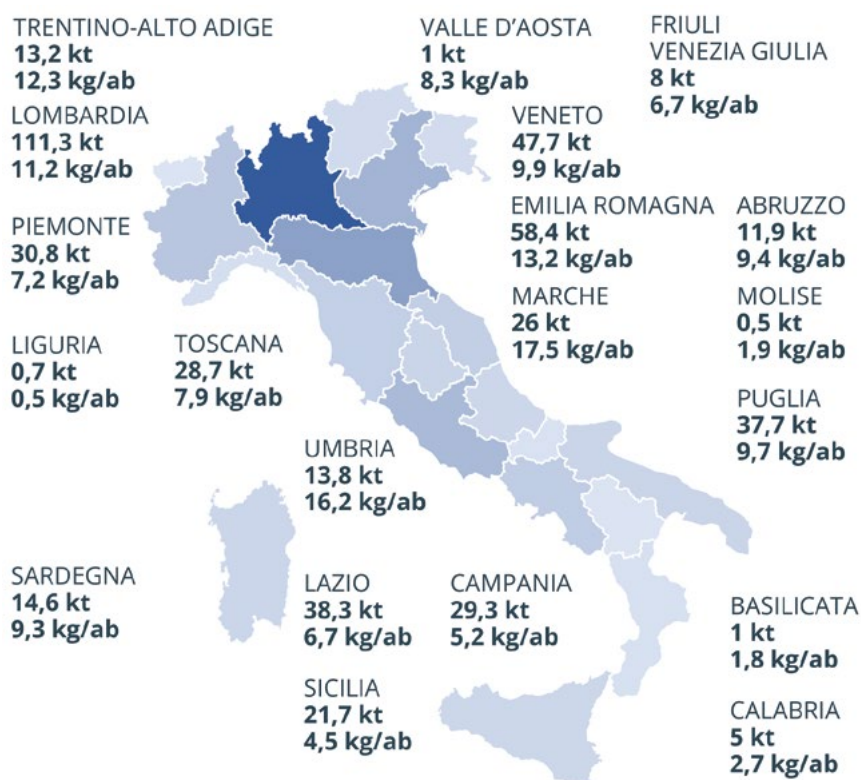 TRENTINO-ALTO ADIGE
13,2 kt
12,3 kg/ab
VALLE D'AOSTA
1 kt
8,3 kg/ab
FRIULI
VENEZIA GIULIA
8 kt
6,7 kg/ab
LOMBARDIA
111,3 kt
11,2 kg/ab
VENETO
47,7 kt
9,9 kg/ab
PIEMONTE
30,8 kt
7,2 kg/ab
EMILIA ROMAGNA
58,4 kt
13,2 kg/ab
ABRUZZO
11,9 kt
9,4 kg/ab
MARCHE
26 kt
17,5 kg/ab
MOLISE
0,5 kt
1,9 kg/ab
LIGURIA
0,7 kt
0,5 kg/ab
TOSCANA
28,7 kt
7,9 kg/ab
PUGLIA
37,7 kt
9,7 kg/ab
UMBRIA
13,8 kt
16,2 kg/ab
SARDEGNA
14,6 kt
9,3 kg/ab
LAZIO
38,3 kt
6,7 kg/ab
CAMPANIA
29,3 kt
5,2 kg/ab
BASILICATA
1 kt
1,8 kg/ab
SICILIA
21,7 kt
4,5 kg/ab
CALABRIA
5 kt
2,7 kg/ab